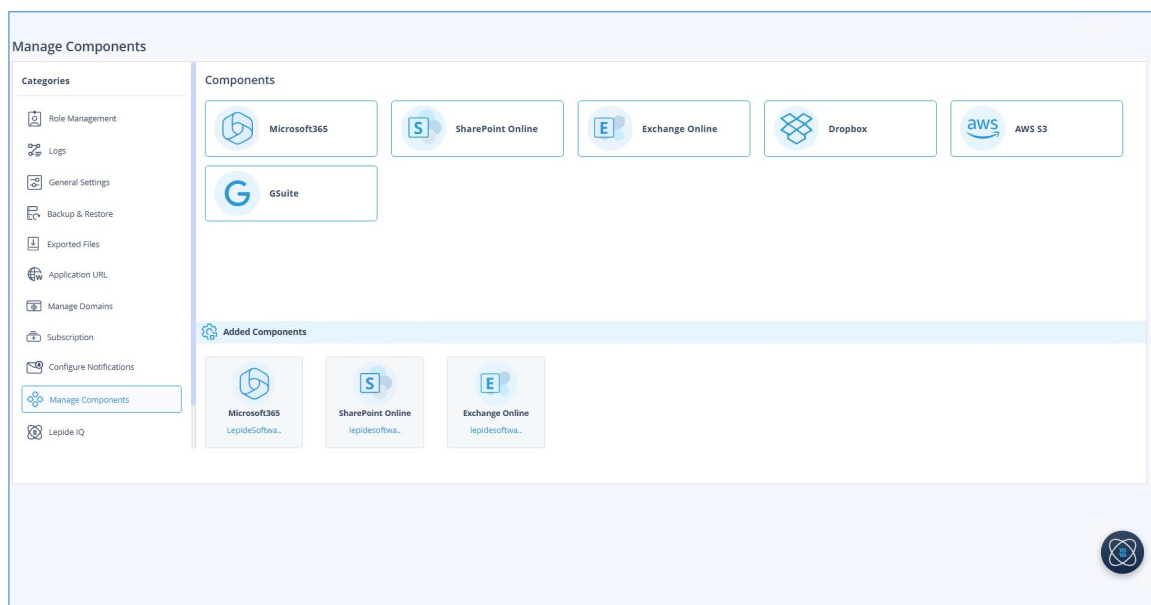 Manage Components
Categories
Role Management
Logs
General Settings
Backup & Restore
Exported Files
Application URL
Manage Domains
Subscription
Configure Notifications
Manage Components
Lepide IQ
Components
Microsoft365
S
SharePoint Online
E
Exchange Online
Dropbox
aws
AWS S3
G
GSuite
Added Components
Microsoft365
LepideSoftwa..
S
SharePoint Online
lepidesoftwa..
E
Exchange Online
lepidesoftwa..